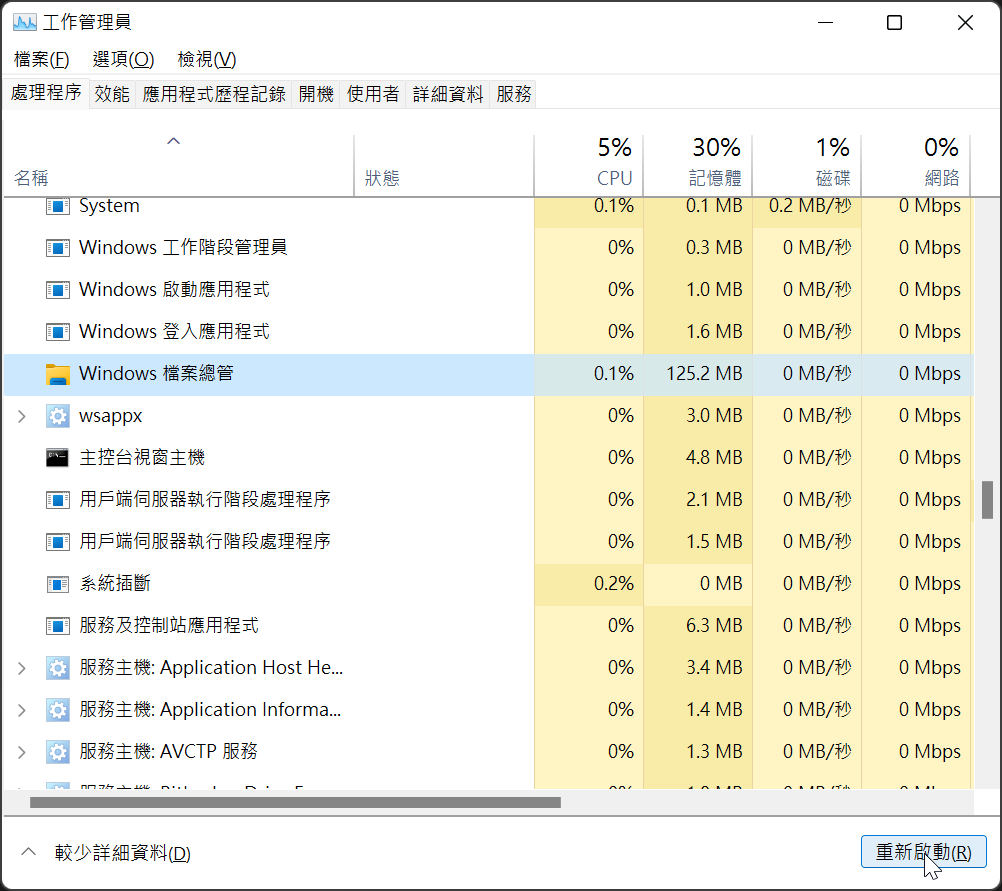 工作管理員
檔案(F) 選項(O) 檢視(V)
處理程序 效能 應用程式歷程記錄 開機 使用者 詳細資料 服務
5% 30% 1% 0%
名稱 狀態 CPU 記憶體 磁碟 網路
System 0.1% 0.1 MB 0.2 MB/秒 0 Mbps
Windows 工作階段管理員 0% 0.3 MB 0 MB/秒 0 Mbps
Windows 啟動應用程式 0% 1.0 MB 0 MB/秒 0 Mbps
Windows 登入應用程式 0% 1.6 MB 0 MB/秒 0 Mbps
Windows 檔案總管 0.1% 125.2 MB 0 MB/秒 0 Mbps
wsappx 0% 3.0 MB 0 MB/秒 0 Mbps
主控台視窗主機 0% 4.8 MB 0 MB/秒 0 Mbps
用戶端伺服器執行階段處理程序 0% 2.1 MB 0 MB/秒 0 Mbps
用戶端伺服器執行階段處理程序 0% 1.5 MB 0 MB/秒 0 Mbps
系統插斷 0.2% 0 MB 0 MB/秒 0 Mbps
服務及控制站應用程式 0% 6.3 MB 0 MB/秒 0 Mbps
服務主機: Application Host He... 0% 3.4 MB 0 MB/秒 0 Mbps
服務主機: Application Informa... 0% 1.4 MB 0 MB/秒 0 Mbps
服務主機: AVCTP 服務 0% 1.3 MB 0 MB/秒 0 Mbps
較少詳細資料(D) 重新啟動(R)